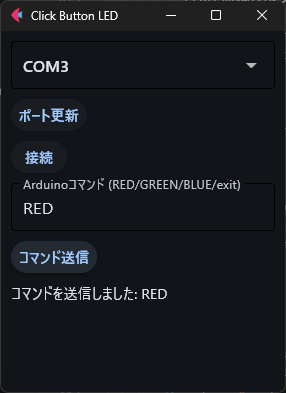 Click Button LED
COM3
ポート更新
接続
Arduinoコマンド (RED/GREEN/BLUE/exit)
RED
コマンド送信
コマンドを送信しました: RED